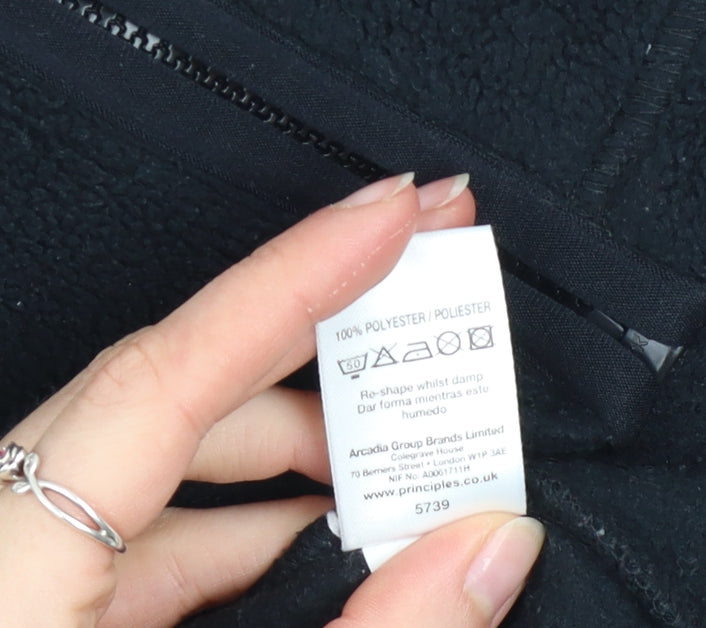 100% POLYESTER / POLIESTER
50
Re-shape whilst damp
Dar forma mientras este
humedo
Arcadia Group Brands Limited
Colegrave House
70 Berners Street • London W1P 3AE
NIF No: A0061711H
www.principles.co.uk
5739